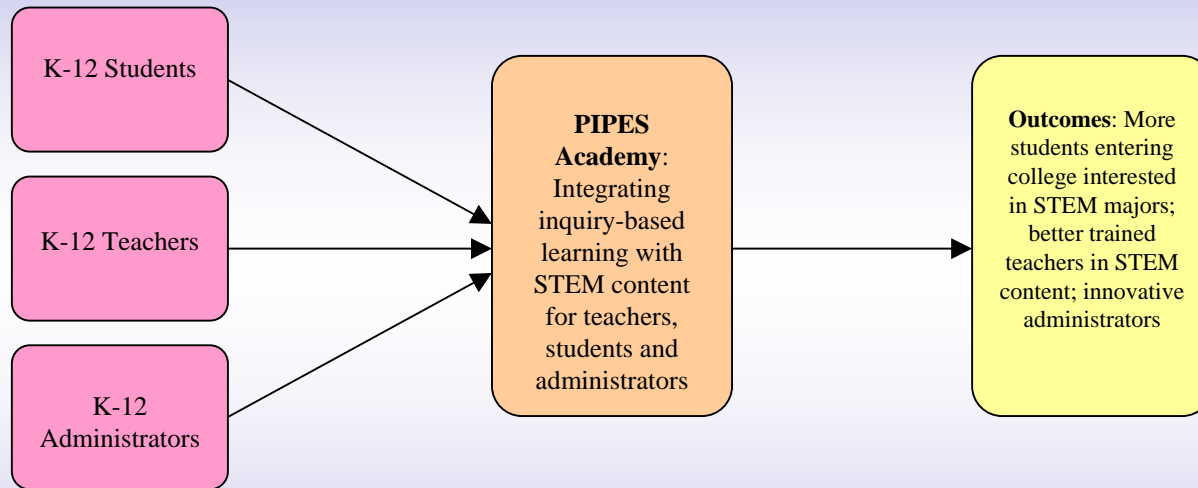 K-12 Students
K-12 Teachers
K-12
Administrators
PIPES
Academy:
Integrating
inquiry-based
learning with
STEM content
for teachers,
students and
administrators
Outcomes: More
students entering
college interested
in STEM majors;
better trained
teachers in STEM
content; innovative
administrators